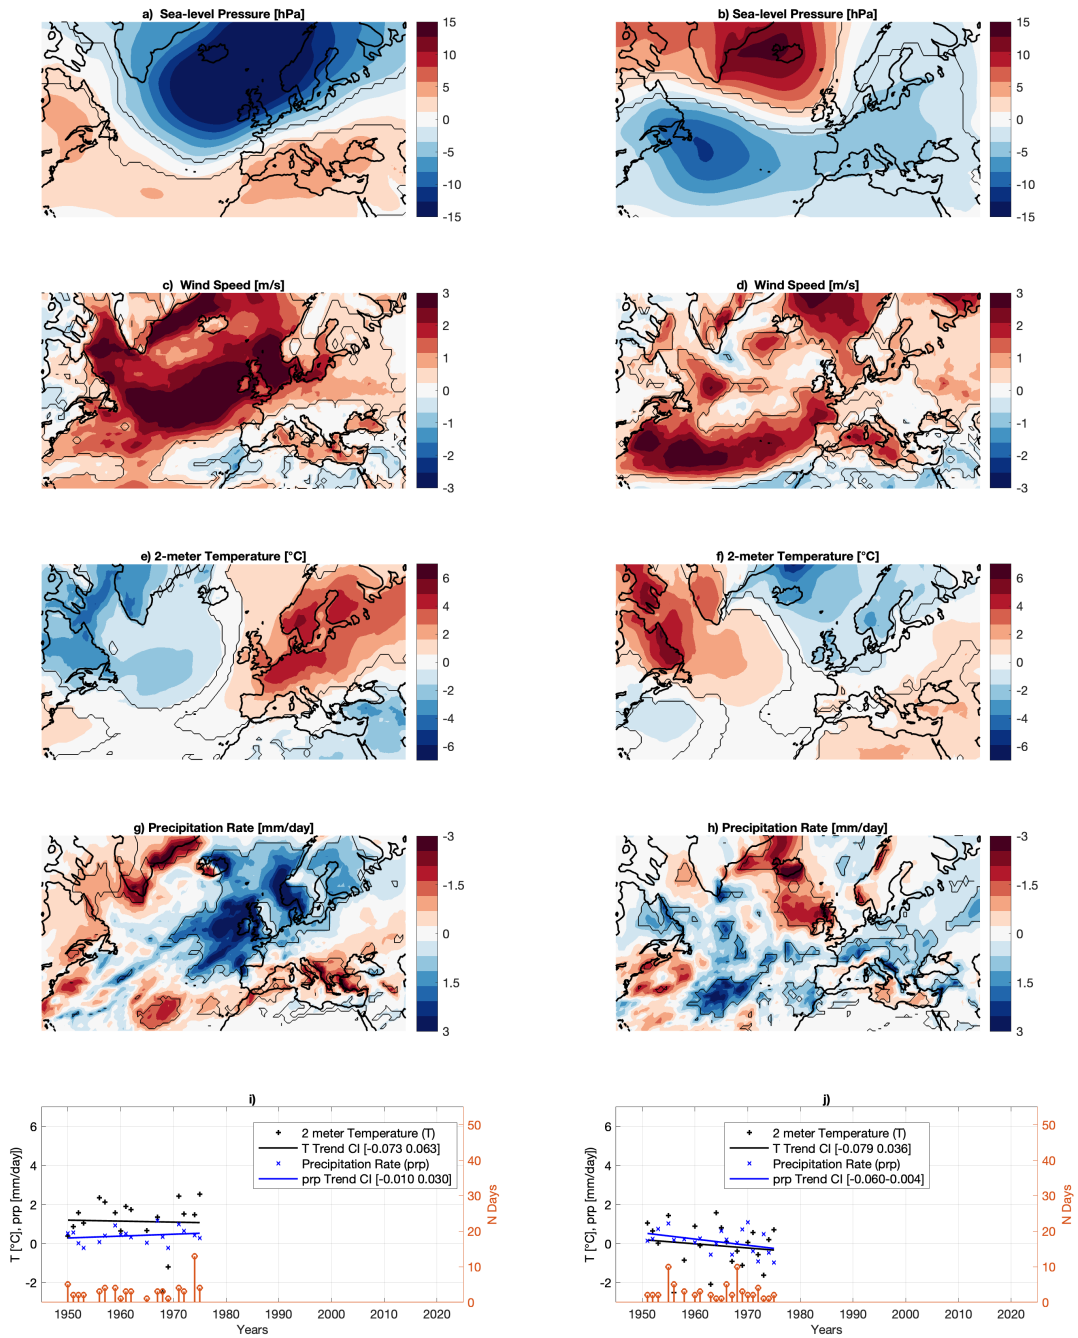 a)  Sea-level Pressure [hPa]
15
10
5
0
-5
-10
-15
b) Sea-level Pressure [hPa]
15
10
5
0
-5
-10
-15
c)  Wind Speed [m/s]
3
2
1
0
-1
-2
-3
d)  Wind Speed [m/s]
3
2
1
0
-1
-2
-3
e) 2-meter Temperature [°C]
6
4
2
0
-2
-4
-6
f) 2-meter Temperature [°C]
6
4
2
0
-2
-4
-6
g) Precipitation Rate [mm/day]
-3
-1.5
0
1.5
3
h) Precipitation Rate [mm/day]
-3
-1.5
0
1.5
3
i)
T [°C], prp [mm/dayj)
6
4
2
0
-2
2 meter Temperature (T)
T Trend CI [-0.073 0.063]
Precipitation Rate (prp)
prp Trend CI [-0.010 0.030]
50
40
30
20
10
0
N Days
1950 1960 1970 1980 1990 2000 2010 2020
Years
j)
T [°C], prp [mm/dayj)
6
4
2
0
-2
2 meter Temperature (T)
T Trend CI [-0.079 0.036]
Precipitation Rate (prp)
prp Trend CI [-0.060-0.004]
50
40
30
20
10
0
N Days
1950 1960 1970 1980 1990 2000 2010 2020
Years